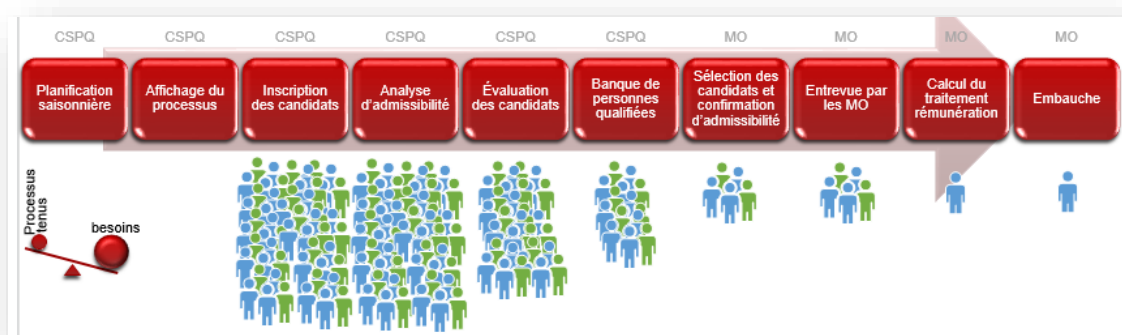 CSPQ CSPQ CSPQ CSPQ CSPQ CSPQ MO MO MO MO
Planification
saisonnière
Affichage du
processus
Inscription
des candidats
Analyse
d'admissibilité
Évaluation
des candidats
Banque de
personnes
qualifiées
Sélection des
candidats et
confirmation
d'admissibilité
Entrevue par
les MO
Calcul du
traitement
rémunération
Embauche
Processus
tenus
besoins